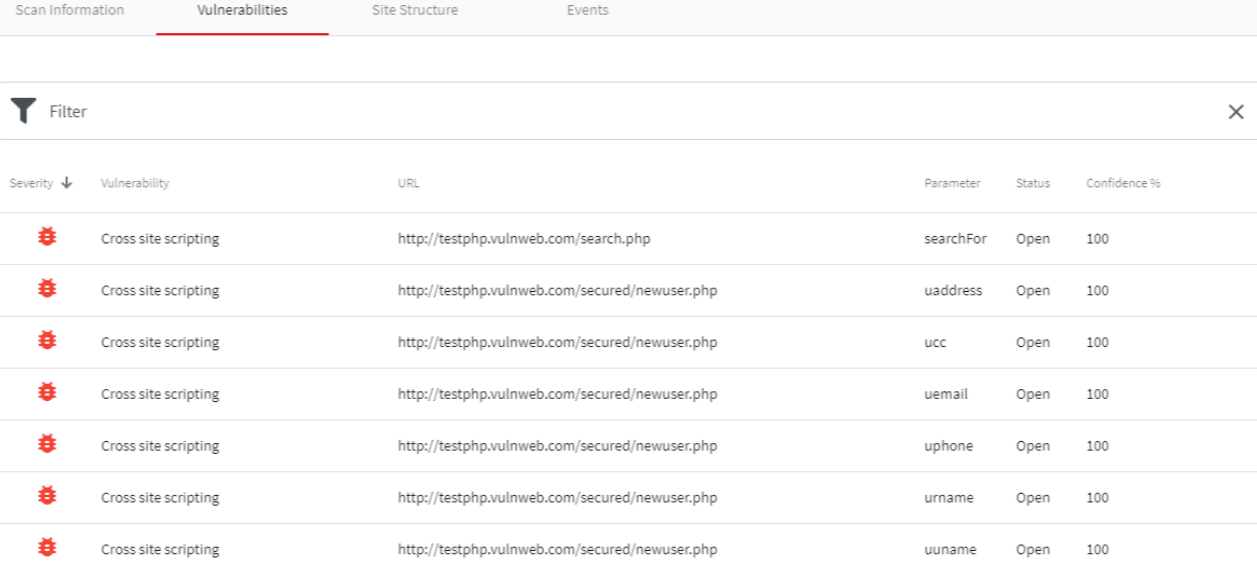 Scan Information Vulnerabilities Site Structure Events
Filter
Severity Vulnerability URL Parameter Status Confidence %
Cross site scripting http://testphp.vulnweb.com/search.php searchFor Open 100
Cross site scripting http://testphp.vulnweb.com/secured/newuser.php uaddress Open 100
Cross site scripting http://testphp.vulnweb.com/secured/newuser.php ucc Open 100
Cross site scripting http://testphp.vulnweb.com/secured/newuser.php uemail Open 100
Cross site scripting http://testphp.vulnweb.com/secured/newuser.php uphone Open 100
Cross site scripting http://testphp.vulnweb.com/secured/newuser.php urname Open 100
Cross site scripting http://testphp.vulnweb.com/secured/newuser.php uuname Open 100